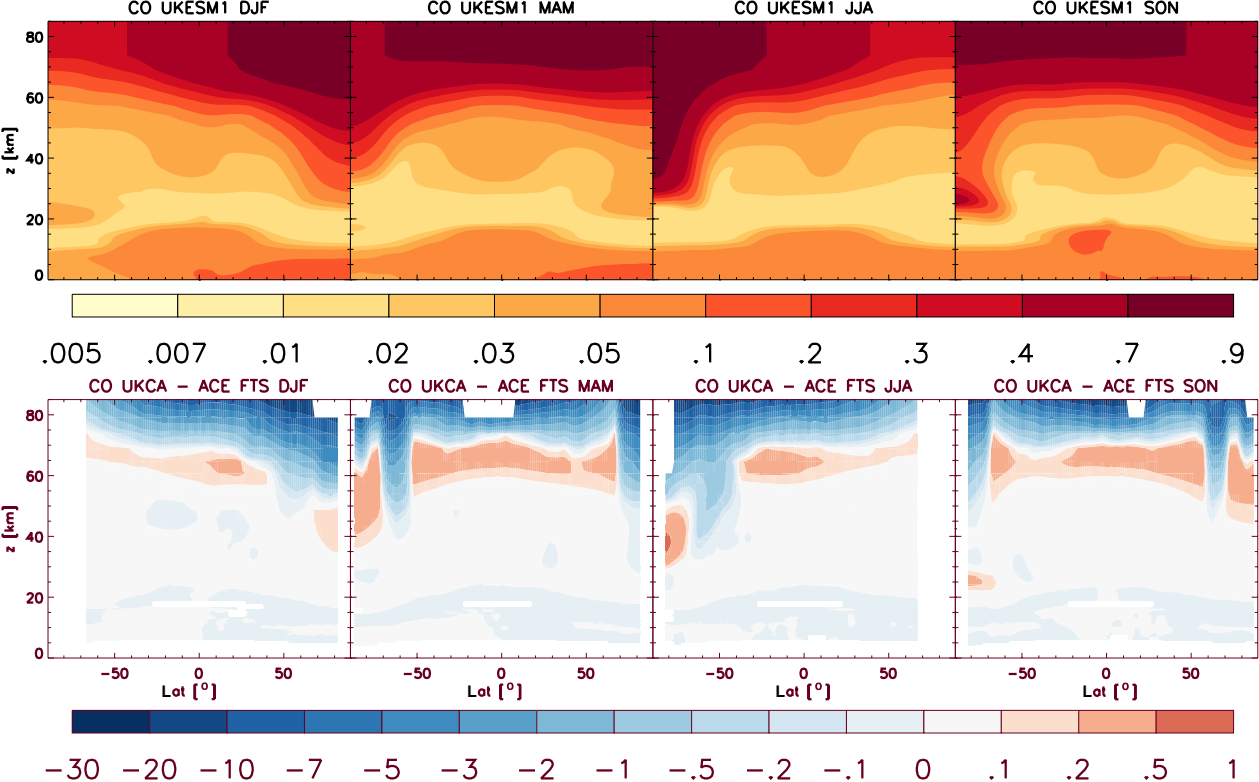 CO UKESM1 DJF CO UKESM1 MAM CO UKESM1 JJA CO UKESM1 SON
80
60
z [km]
40
20
0
.005 .007 .01 .02 .03 .05 .1 .2 .3 .4 .7 .9
CO UKCA − ACE FTS DJF CO UKCA − ACE FTS MAM CO UKCA − ACE FTS JJA CO UKCA − ACE FTS SON
80
60
z [km]
40
20
0
−50 0 50 −50 0 50 −50 0 50 −50 0 50
Lat [°] Lat [°] Lat [°] Lat [°]
−30 −20 −10 −7 −5 −3 −2 −1 −.5 −.2 −.1 0 .1 .2 .5 1